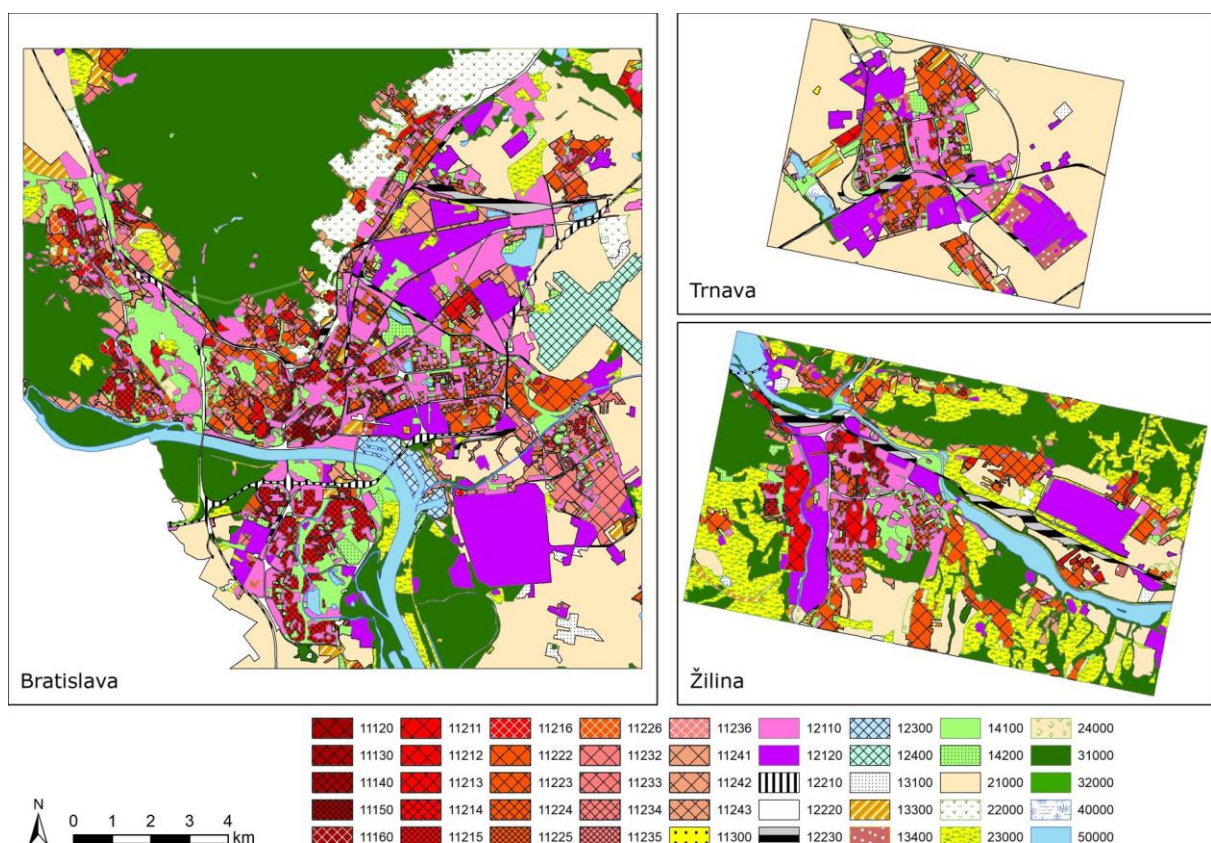 Bratislava
Trnava
Žilina
11120 11211 11216 11226 11236 12110 12300 14100 24000
11130 11212 11222 11232 11241 12120 12400 14200 31000
11140 11213 11223 11233 11242 12210 13100 21000 32000
11150 11214 11224 11234 11243 12220 13300 22000 40000
11160 11215 11225 11235 11300 12230 13400 23000 50000
N
0 1 2 3 4
km